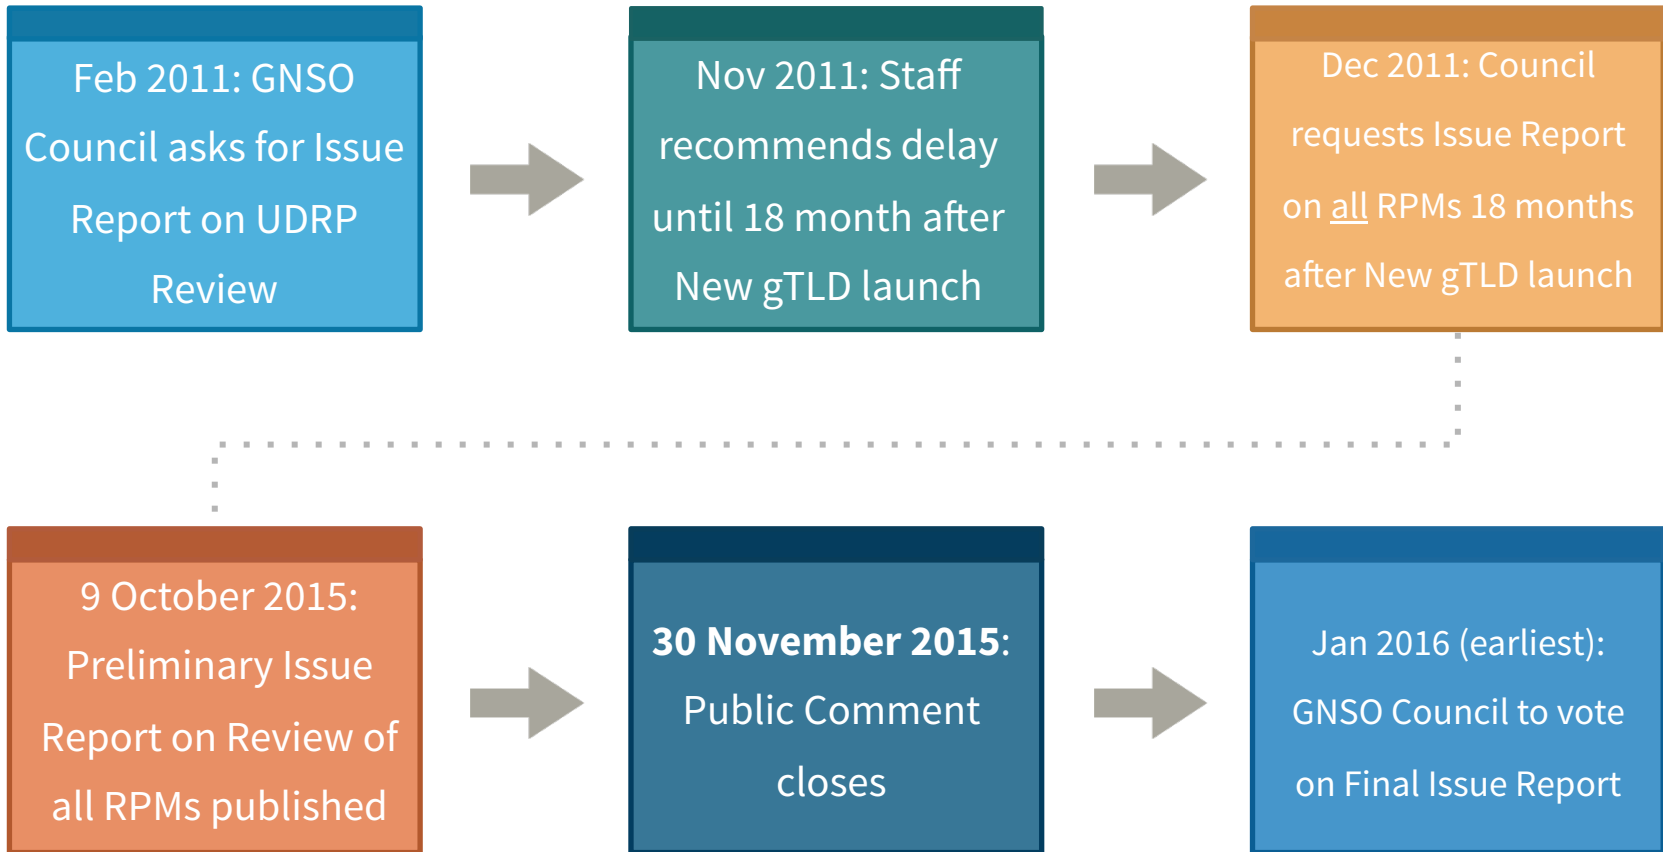 Feb 2011: GNSO
Council asks for Issue
Report on UDRP
Review
Nov 2011: Staff
recommends delay
until 18 month after
New gTLD launch
Dec 2011: Council
requests Issue Report
on all RPMs 18 months
after New gTLD launch
9 October 2015:
Preliminary Issue
Report on Review of
all RPMs published
30 November 2015:
Public Comment
closes
Jan 2016 (earliest):
GNSO Council to vote
on Final Issue Report